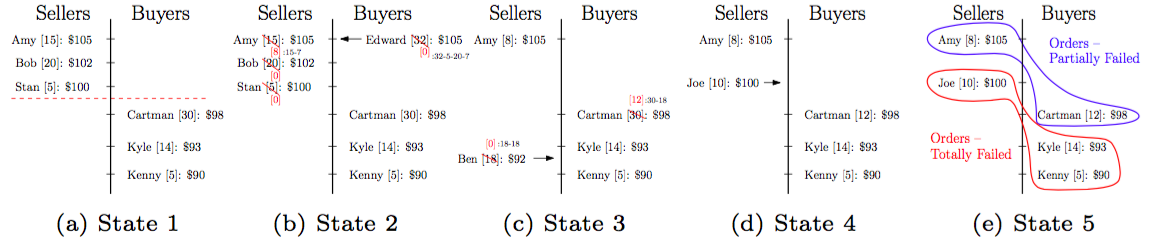 Sellers Buyers
Amy [15]: $105
Bob [20]: $102
Stan [5]: $100
Cartman [30]: $98
Kyle [14]: $93
Kenny [5]: $90
(a) State 1
Sellers Buyers
Amy [15]: $105
[8] :15-7
Bob [20]: $102
[0]
Stan [5]: $100
[0]
Edward [32]: $105
[0] :32-5-20-7
Cartman [30]: $98
Kyle [14]: $93
Kenny [5]: $90
(b) State 2
Sellers Buyers
Amy [8]: $105
[12] :30-18
Cartman [30]: $98
[0] :18-18
Kyle [14]: $93
Ben [18]: $92
Kenny [5]: $90
(c) State 3
Sellers Buyers
Amy [8]: $105
Joe [10]: $100
Cartman [12]: $98
Kyle [14]: $93
Kenny [5]: $90
(d) State 4
Sellers Buyers
Amy [8]: $105
Orders –
Partially Failed
Joe [10]: $100
Cartman [12]: $98
Orders –
Totally Failed
Kyle [14]: $93
Kenny [5]: $90
(e) State 5